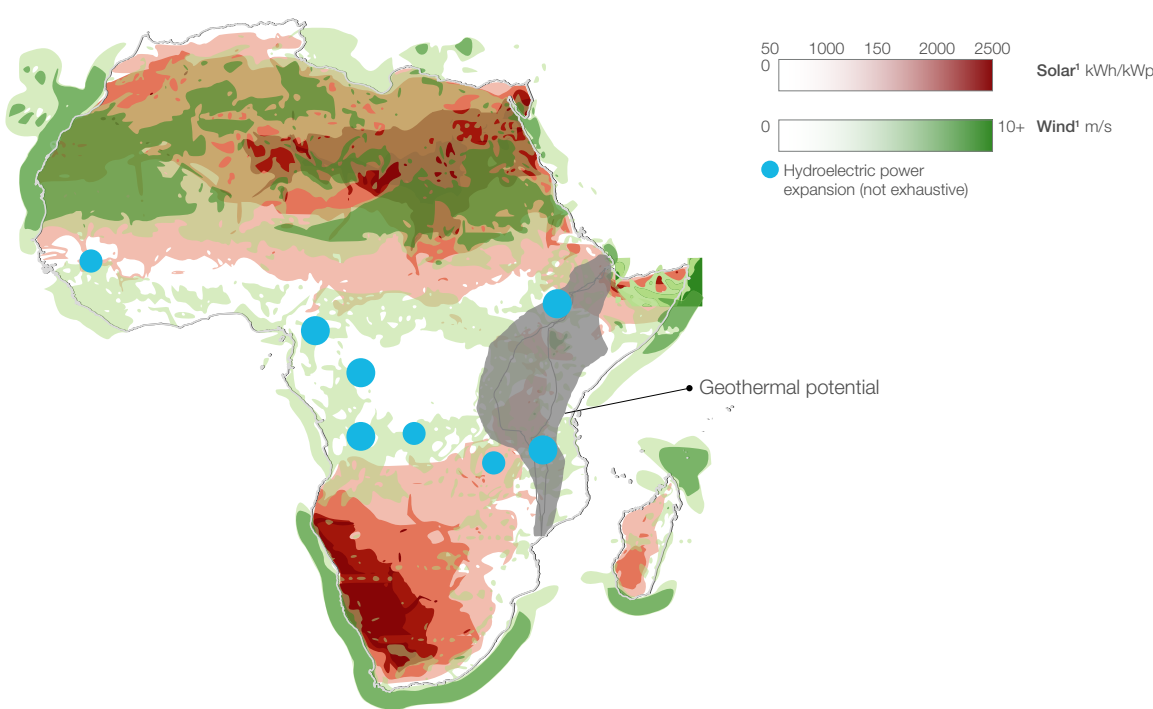 50 1000 150 2000 2500
0
Solar¹ kWh/kWp
0 10+ Wind¹ m/s
Hydroelectric power
expansion (not exhaustive)
Geothermal potential